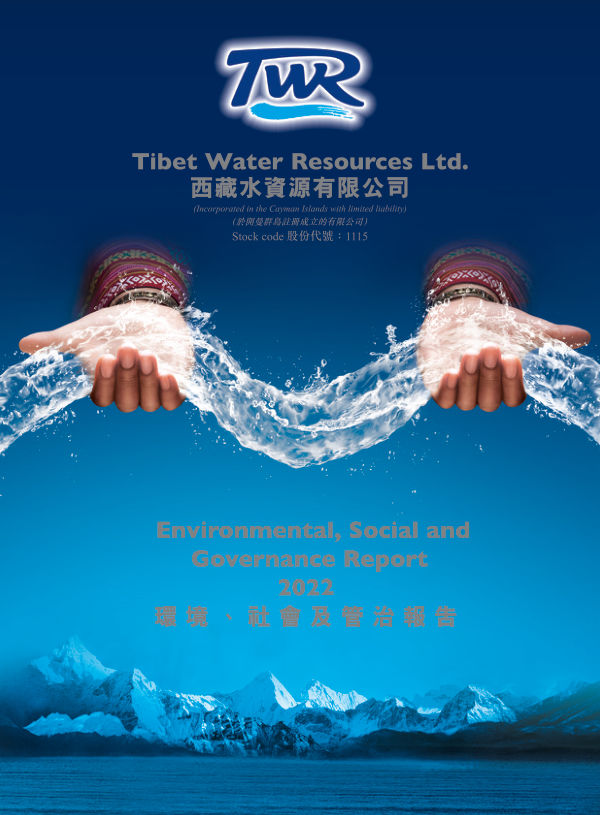 TWR
Tibet Water Resources Ltd.
西藏水資源有限公司
(Incorporated in the Cayman Islands with limited liability)
(於開曼群島註冊成立的有限公司)
Stock code 股份代號：1115
Environmental, Social and
Governance Report
2022
環境、社會及管治報告